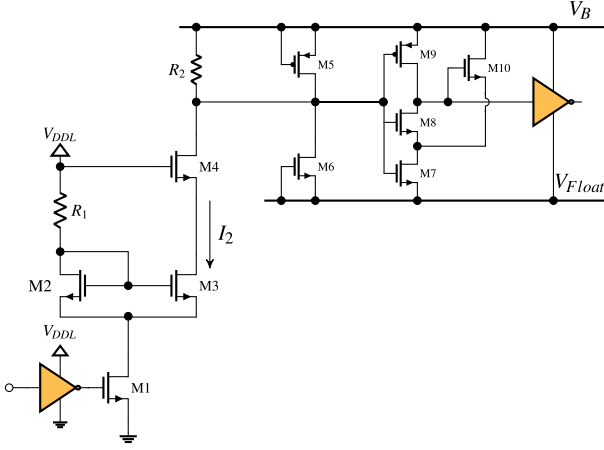 V_B
R_2
M5
M9
M10
V_DDL
M4
M8
M6
M7
V_Float
R_1
I_2
M2
M3
V_DDL
M1